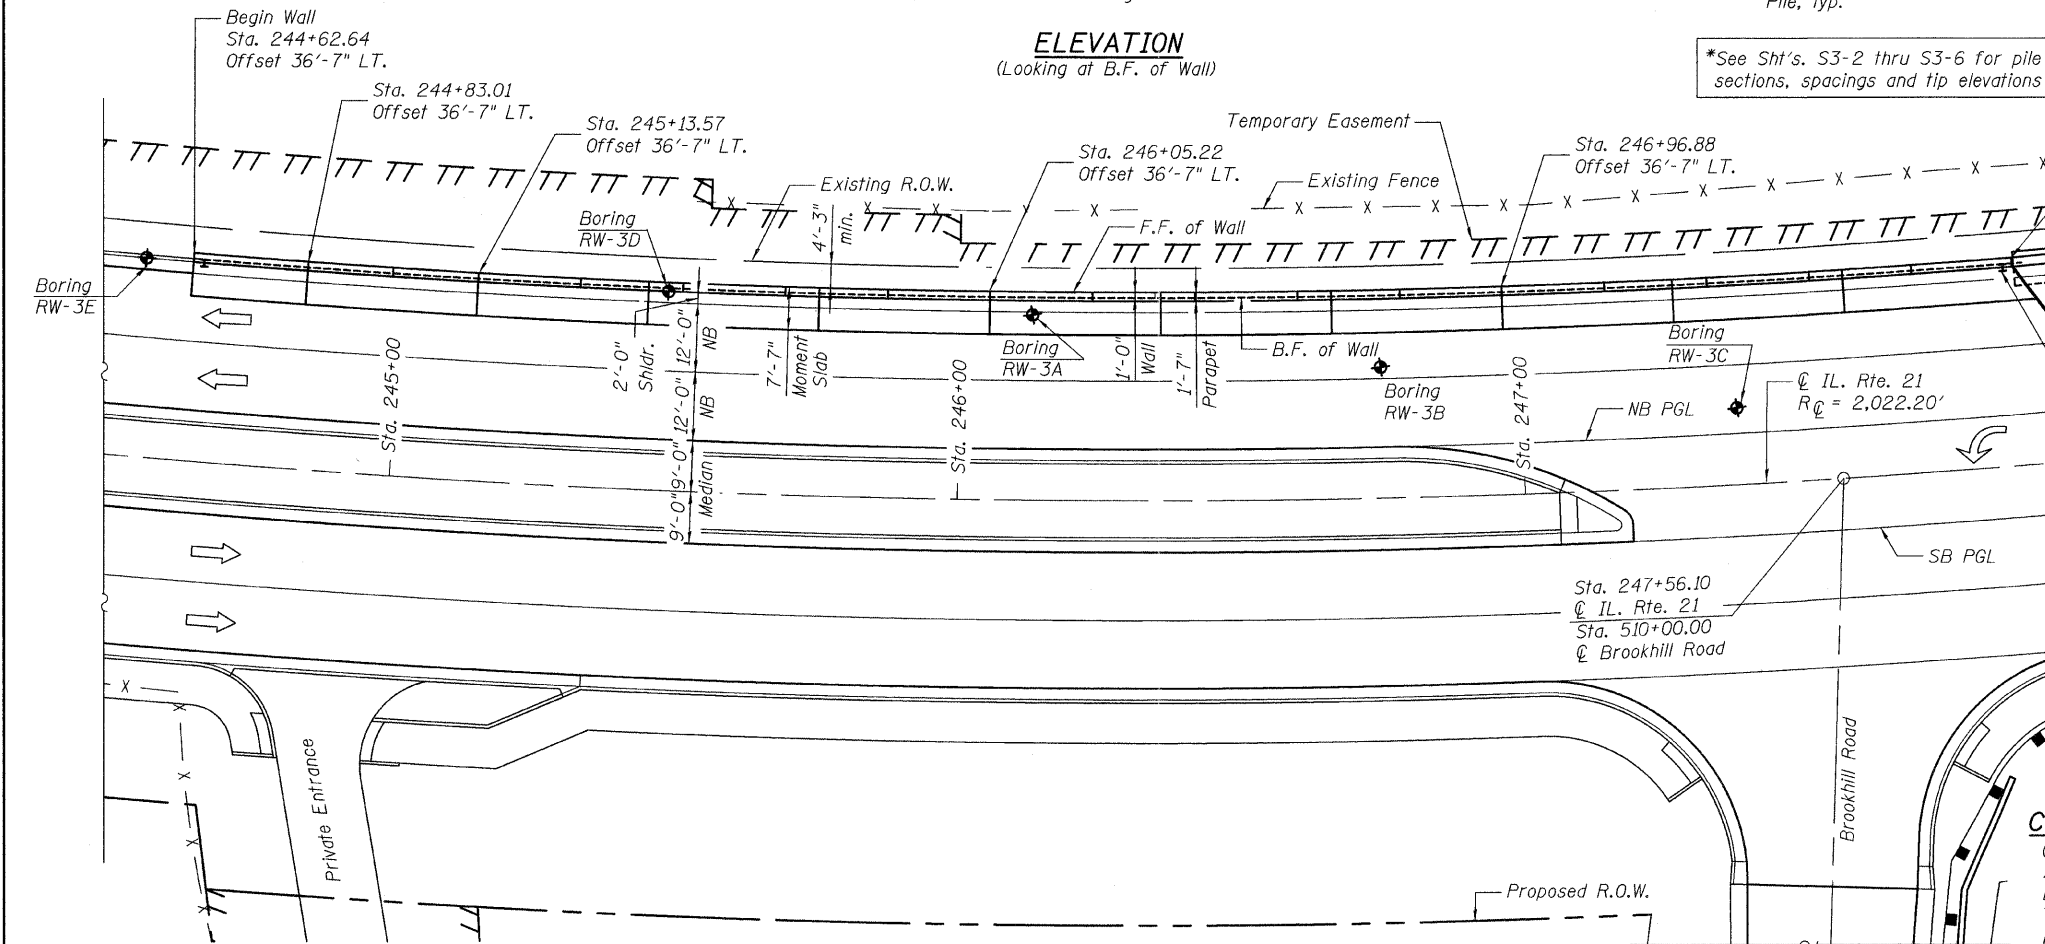 Pile, Typ.
ELEVATION
(Looking at B.F. of Wall)
*See Sht's. S3-2 thru S3-6 for pile
sections, spacings and tip elevations
Begin Wall
Sta. 244+62.64
Offset 36'-7" LT.
Sta. 244+83.01
Offset 36'-7" LT.
Sta. 245+13.57
Offset 36'-7" LT.
Sta. 246+05.22
Offset 36'-7" LT.
Temporary Easement
Sta. 246+96.88
Offset 36'-7" LT.
Existing R.O.W.
Existing Fence
Boring
RW-3D
4'-3"
min.
F.F. of Wall
Boring
RW-3E
2'-0"
Shldr.
12'-0"
NB
12'-0"
NB
9'-0"
9'-0"
Median
7'-7"
Moment
Slab
Boring
RW-3A
1'-0"
Wall
1'-7"
Parapet
B.F. of Wall
Boring
RW-3B
Boring
RW-3C
Sta. 245+00
Sta. 246+00
Sta. 247+00
NB PGL
℄ IL. Rte. 21
R℄ = 2,022.20'
SB PGL
Sta. 247+56.10
℄ IL. Rte. 21
Sta. 510+00.00
℄ Brookhill Road
Private Entrance
Brookhill Road
Proposed R.O.W.